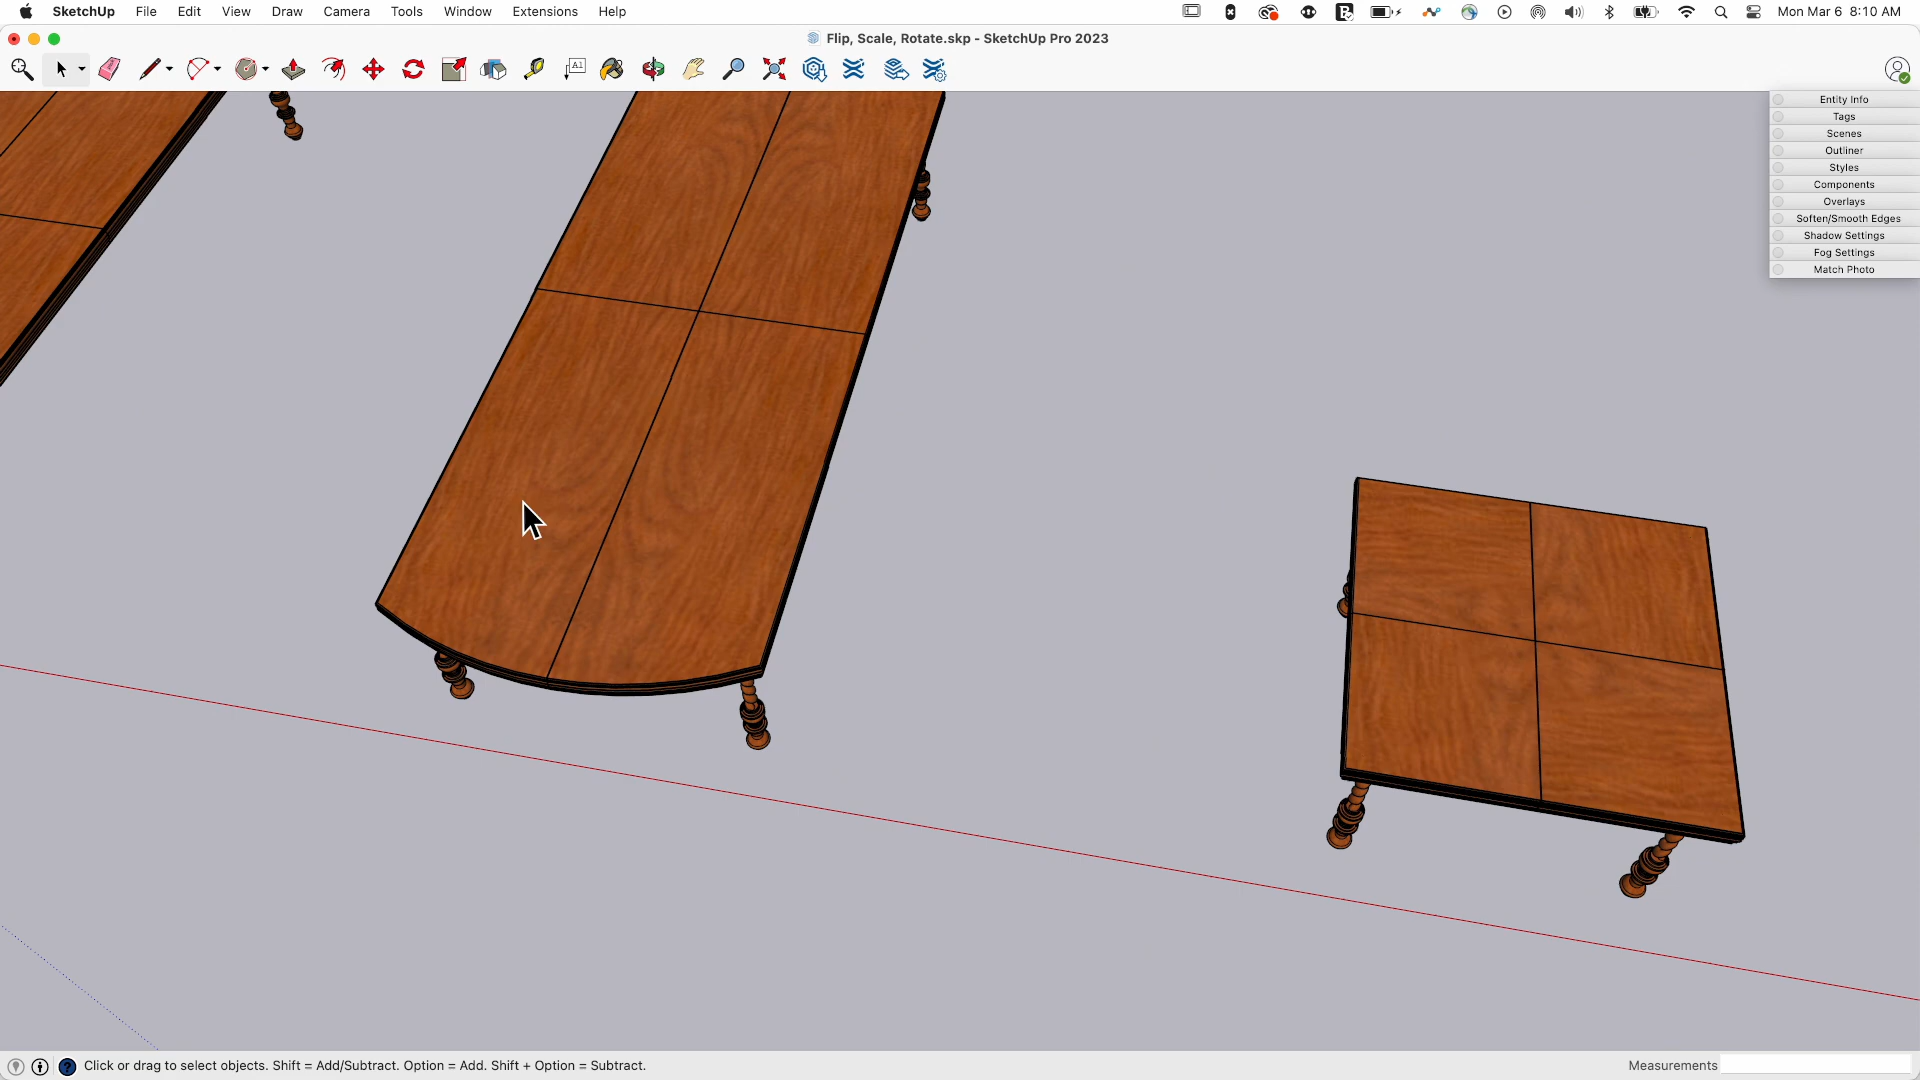 SketchUp File Edit View Draw Camera Tools Window Extensions Help Mon Mar 6 8:10 AM
Flip, Scale, Rotate.skp - SketchUp Pro 2023
A1
Entity Info
Tags
Scenes
Outliner
Styles
Components
Overlays
Soften/Smooth Edges
Shadow Settings
Fog Settings
Match Photo
Click or drag to select objects. Shift = Add/Subtract. Option = Add. Shift + Option = Subtract. Measurements